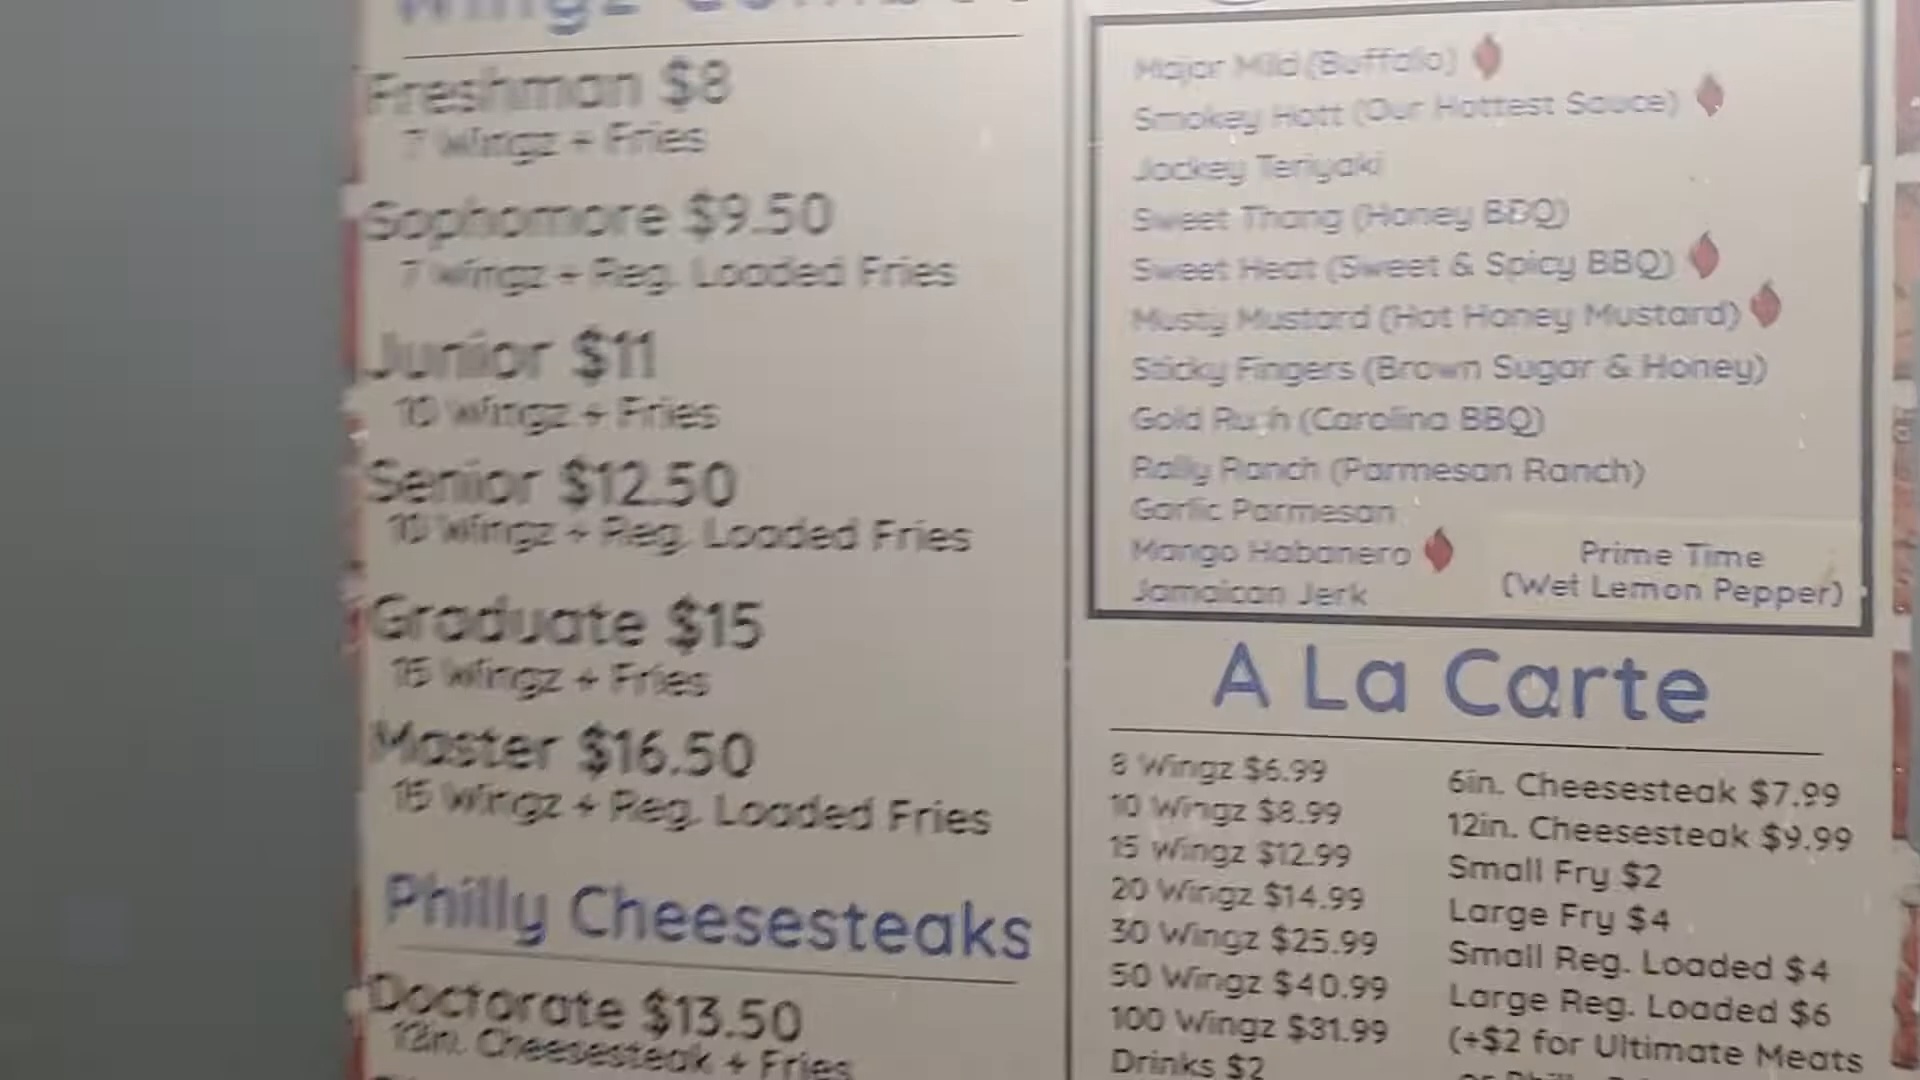 Wingz Combos
Freshman $8
7 Wingz + Fries
Sophomore $9.50
7 Wingz + Reg. Loaded Fries
Junior $11
10 Wingz + Fries
Senior $12.50
10 Wingz + Reg. Loaded Fries
Graduate $15
15 Wingz + Fries
Master $16.50
15 Wingz + Reg. Loaded Fries
Philly Cheesesteaks
Doctorate $13.50
12in. Cheesesteak + Fries
Major Mild (Buffalo)
Smokey Hott (Our Hottest Sauce)
Jockey Teriyaki
Sweet Thang (Honey BBQ)
Sweet Heat (Sweet & Spicy BBQ)
Musty Mustard (Hot Honey Mustard)
Sticky Fingers (Brown Sugar & Honey)
Gold Rush (Carolina BBQ)
Rally Ranch (Parmesan Ranch)
Garlic Parmesan
Mango Habanero
Jamaican Jerk
Prime Time
(Wet Lemon Pepper)
A La Carte
8 Wingz $6.99
10 Wingz $8.99
15 Wingz $12.99
20 Wingz $14.99
30 Wingz $25.99
50 Wingz $40.99
100 Wingz $81.99
Drinks $2
6in. Cheesesteak $7.99
12in. Cheesesteak $9.99
Small Fry $2
Large Fry $4
Small Reg. Loaded $4
Large Reg. Loaded $6
(+$2 for Ultimate Meats